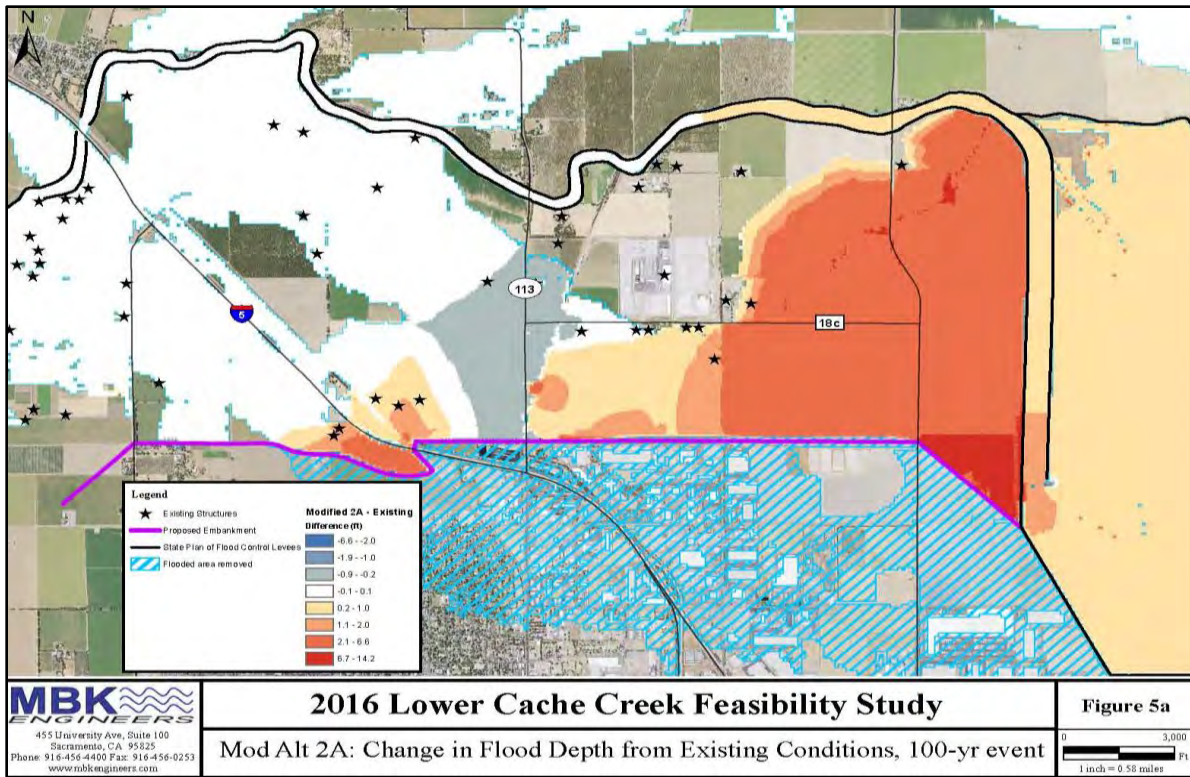 N
5
113
18c
Legend
Existing Structures
Proposed Embankment
State Plan of Flood Control Levees
Flooded area removed
Modified 2A - Existing
Difference (ft)
-6.6 - -2.0
-1.9 - -1.0
-0.9 - -0.2
-0.1 - 0.1
0.2 - 1.0
1.1 - 2.0
2.1 - 6.6
6.7 - 14.2
MBK
ENGINEERS
455 University Ave, Suite 100
Sacramento, CA 95825
Phone: 916-456-4400 Fax: 916-456-0253
www.mbkengineers.com
2016 Lower Cache Creek Feasibility Study
Mod Alt 2A: Change in Flood Depth from Existing Conditions, 100-yr event
Figure 5a
0 3,000
Ft
1 inch = 0.58 miles